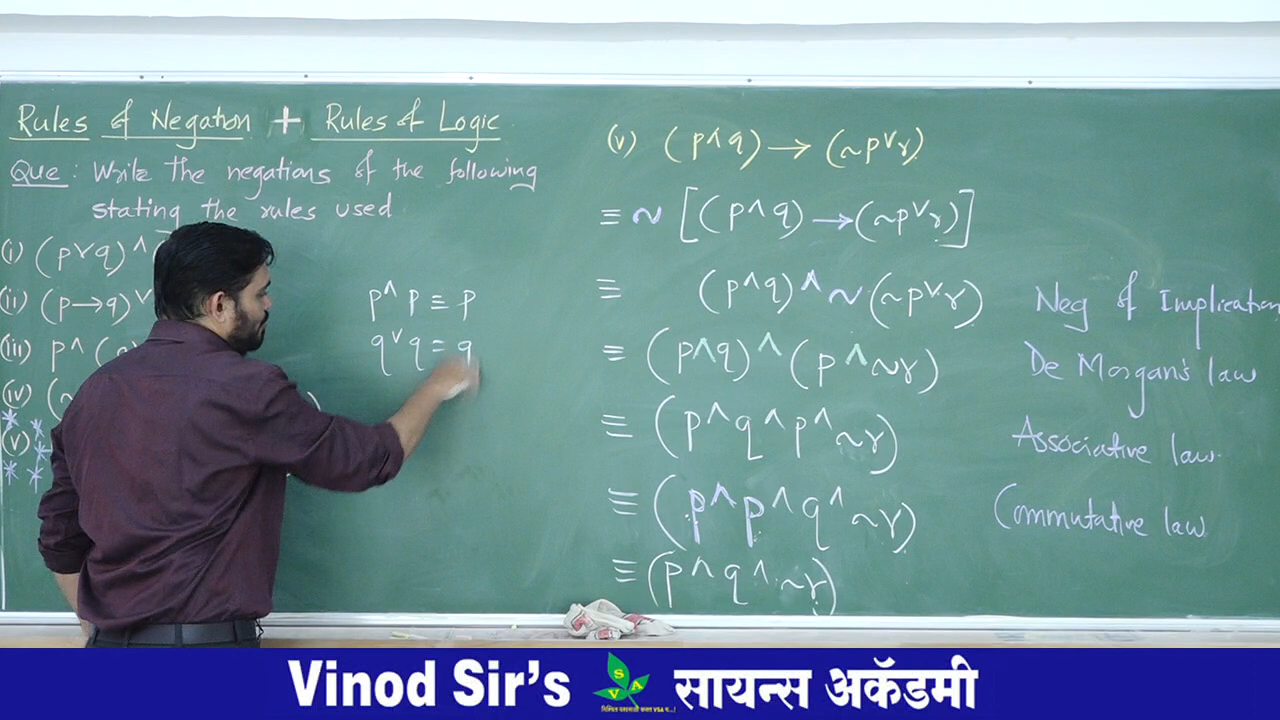 Rules of Negation + Rules of Logic
Que : Write the negations of the following
stating the rules used
(i) (p∨q)∧
(ii) (p→q)∨
(iii) p∧(
(iv) (~
(v)
p∧p ≡ p
q∨q ≡ q
(v) (p∧q)→(~p∨r)
≡ ~[(p∧q)→(~p∨r)]
≡ (p∧q)∧~(~p∨r) Neg of Implication
≡ (p∧q)∧(p∧~r) De Morgan's law
≡ (p∧q∧p∧~r) Associative law
≡ (p∧p∧q∧~r) Commutative law
≡ (p∧q∧~r)
Vinod Sir's VSA सायन्स अकॅडमी